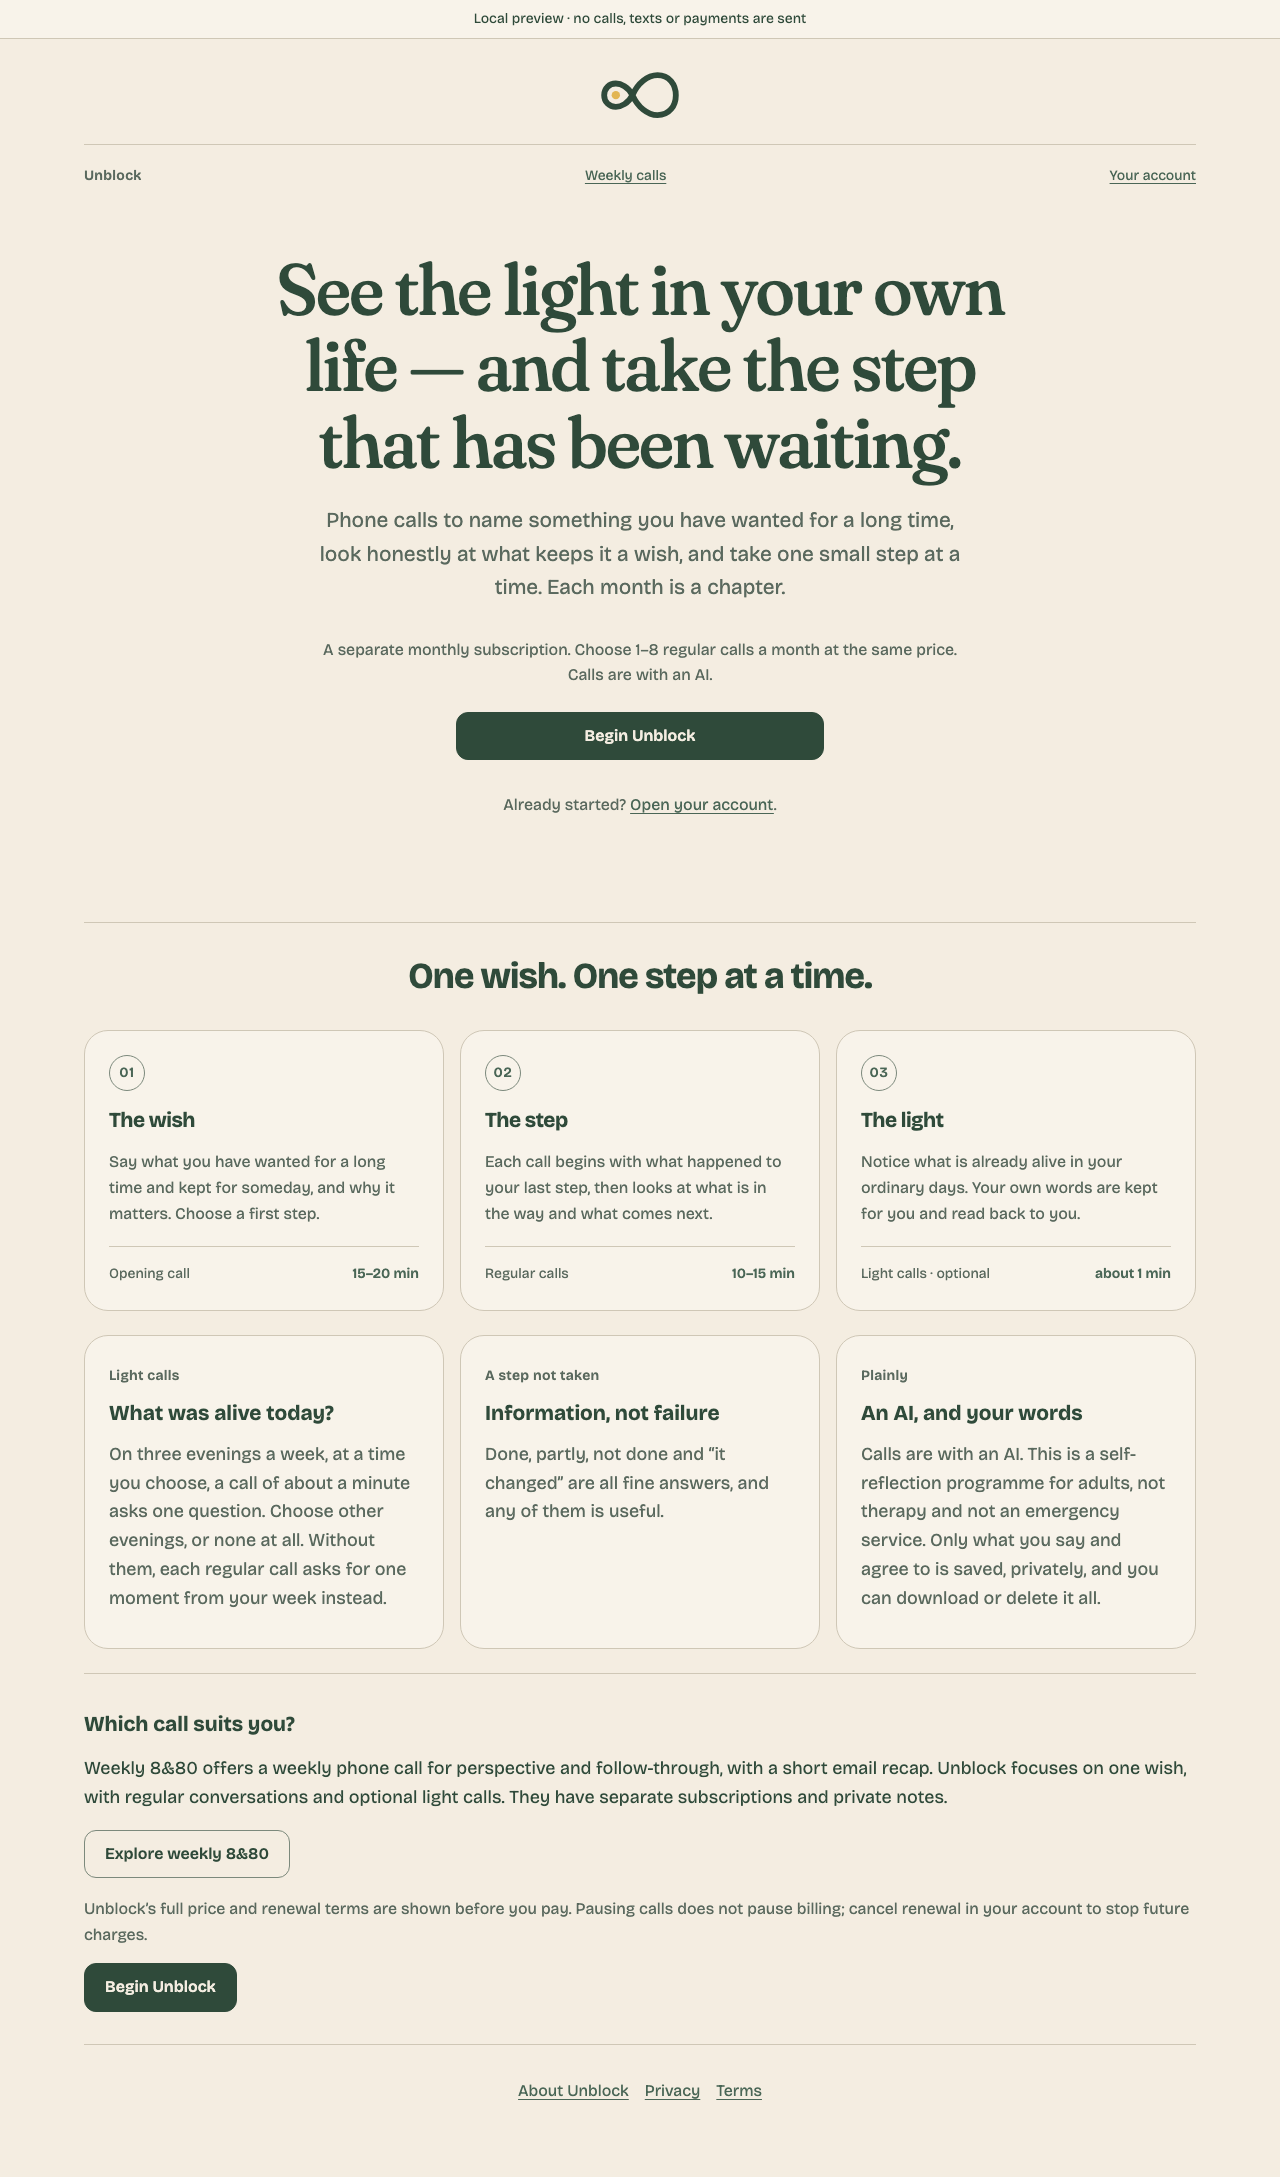 Local preview · no calls, texts or payments are sent
Unblock
Weekly calls
Your account
See the light in your own
life — and take the step
that has been waiting.
Phone calls to name something you have wanted for a long time,
look honestly at what keeps it a wish, and take one small step at a
time. Each month is a chapter.
A separate monthly subscription. Choose 1–8 regular calls a month at the same price.
Calls are with an AI.
Begin Unblock
Already started? Open your account.
One wish. One step at a time.
01
The wish
Say what you have wanted for a long
time and kept for someday, and why it
matters. Choose a first step.
Opening call
15–20 min
02
The step
Each call begins with what happened to
your last step, then looks at what is in
the way and what comes next.
Regular calls
10–15 min
03
The light
Notice what is already alive in your
ordinary days. Your own words are kept
for you and read back to you.
Light calls · optional
about 1 min
Light calls
What was alive today?
On three evenings a week, at a time
you choose, a call of about a minute
asks one question. Choose other
evenings, or none at all. Without
them, each regular call asks for one
moment from your week instead.
A step not taken
Information, not failure
Done, partly, not done and “it
changed” are all fine answers, and
any of them is useful.
Plainly
An AI, and your words
Calls are with an AI. This is a self-
reflection programme for adults, not
therapy and not an emergency
service. Only what you say and
agree to is saved, privately, and you
can download or delete it all.
Which call suits you?
Weekly 8&80 offers a weekly phone call for perspective and follow-through, with a short email recap. Unblock focuses on one wish,
with regular conversations and optional light calls. They have separate subscriptions and private notes.
Explore weekly 8&80
Unblock’s full price and renewal terms are shown before you pay. Pausing calls does not pause billing; cancel renewal in your account to stop future
charges.
Begin Unblock
About Unblock
Privacy
Terms